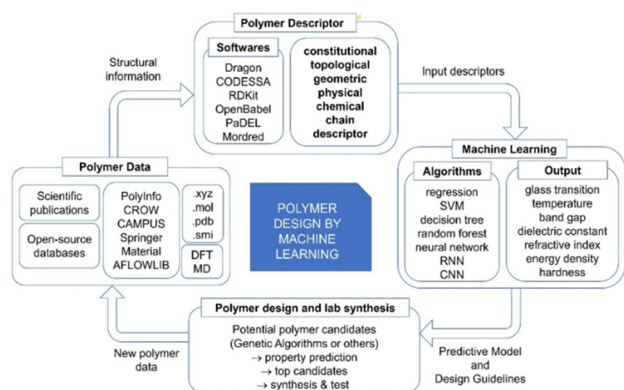 Polymer Descriptor
Softwares
Dragon
CODESSA
RDKit
OpenBabel
PaDEL
Mordred
constitutional
topological
geometric
physical
chemical
chain
descriptor
Structural
information
Input descriptors
Polymer Data
Scientific
publications
Open-source
databases
PolyInfo
CROW
CAMPUS
Springer
Material
AFLOWLIB
.xyz
.mol
.pdb
.smi
DFT
MD
POLYMER
DESIGN BY
MACHINE
LEARNING
Machine Learning
Algorithms
regression
SVM
decision tree
random forest
neural network
RNN
CNN
Output
glass transition
temperature
band gap
dielectric constant
refractive index
energy density
hardness
Polymer design and lab synthesis
Potential polymer candidates
(Genetic Algorithms or others)
→ property prediction
→ top candidates
→ synthesis & test
New polymer
data
Predictive Model
and
Design Guidelines